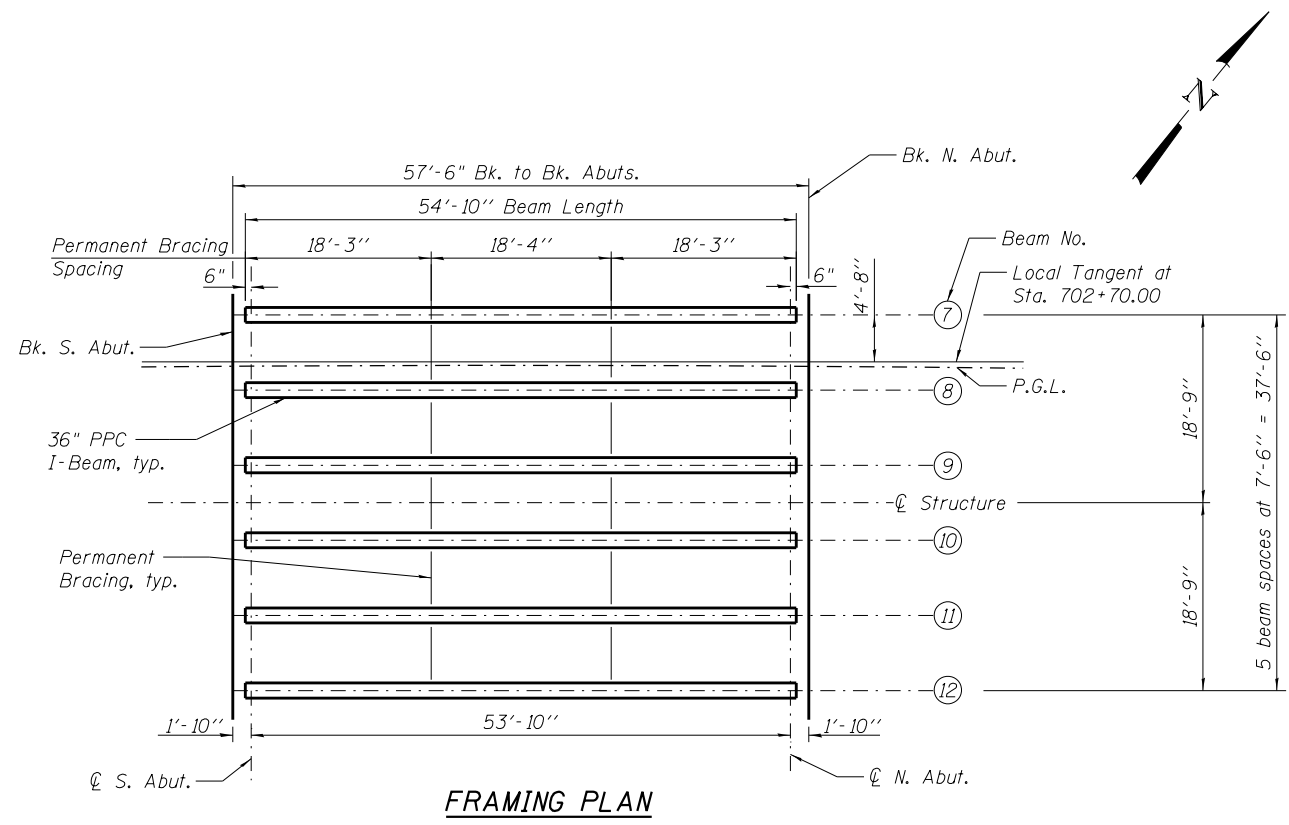 N
Bk. N. Abut.
57'-6" Bk. to Bk. Abuts.
54'-10'' Beam Length
Permanent Bracing
Spacing
18'-3''
18'-4''
18'-3''
6"
6"
4'-8''
Beam No.
Local Tangent at
Sta. 702+70.00
7
Bk. S. Abut.
P.G.L.
8
36" PPC
I-Beam, typ.
9
18'-9''
℄ Structure
5 beam spaces at 7'-6'' = 37'-6''
10
Permanent
Bracing, typ.
11
18'-9''
12
1'-10''
53'-10''
1'-10''
℄ S. Abut.
℄ N. Abut.
FRAMING PLAN